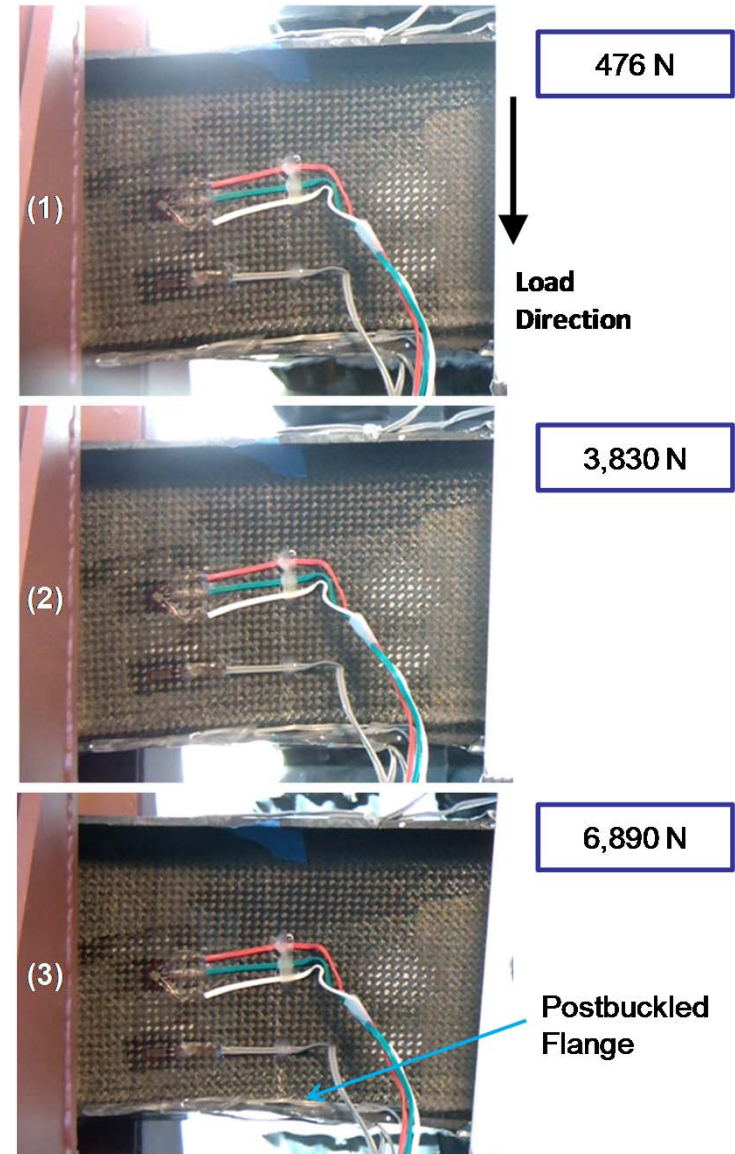 476 N
(1)
Load
Direction
3,830 N
(2)
6,890 N
(3)
Postbuckled
Flange